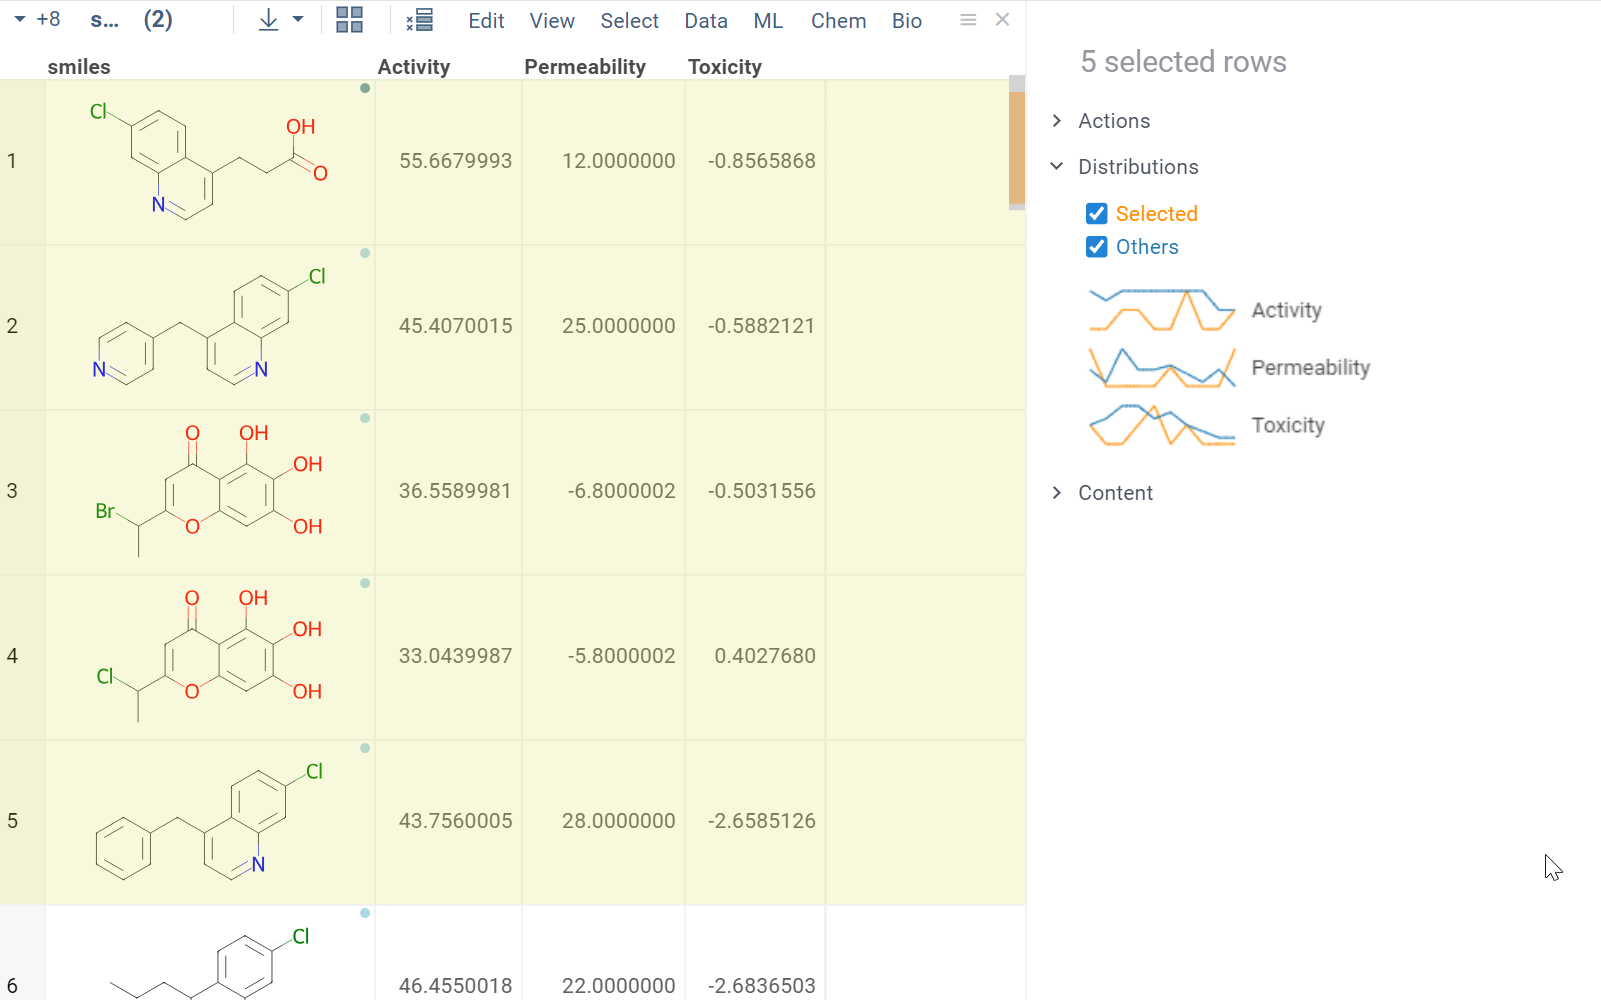 +8 s... (2) Edit View Select Data ML Chem Bio
smiles Activity Permeability Toxicity
1 Cl OH O N 55.6679993 12.0000000 -0.8565868
2 Cl N N 45.4070015 25.0000000 -0.5882121
3 O OH OH Br O OH 36.5589981 -6.8000002 -0.5031556
4 O OH OH Cl O OH 33.0439987 -5.8000002 0.4027680
5 Cl N 43.7560005 28.0000000 -2.6585126
6 Cl 46.4550018 22.0000000 -2.6836503
5 selected rows
Actions
Distributions
Selected
Others
Activity
Permeability
Toxicity
Content